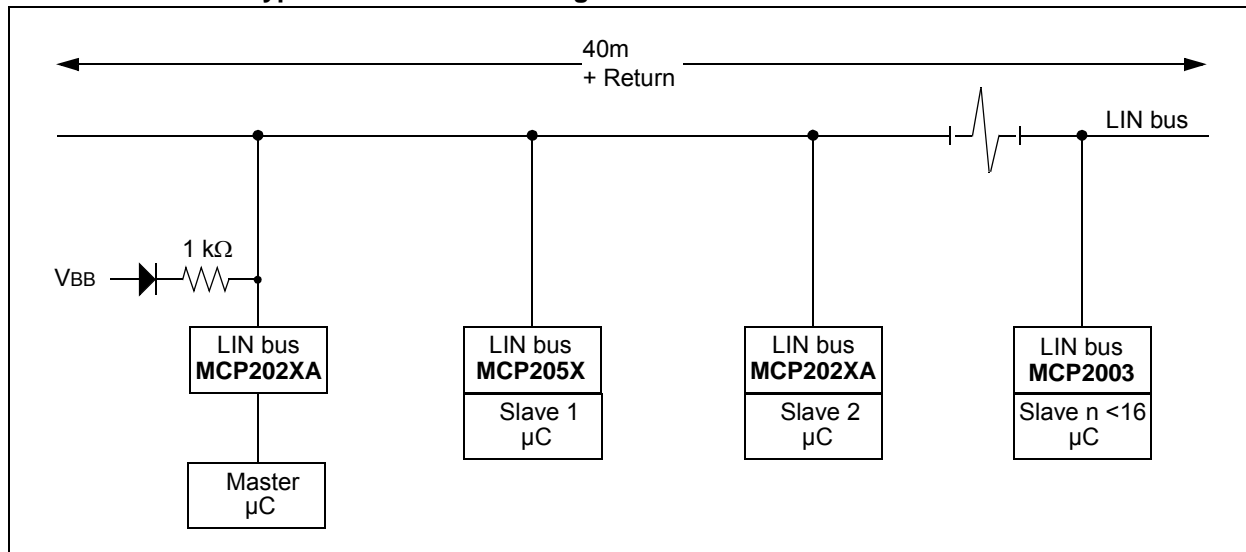 40m
+ Return
LIN bus
1 kΩ
VBB
LIN bus
MCP202XA
Master
µC
LIN bus
MCP205X
Slave 1
µC
LIN bus
MCP202XA
Slave 2
µC
LIN bus
MCP2003
Slave n <16
µC